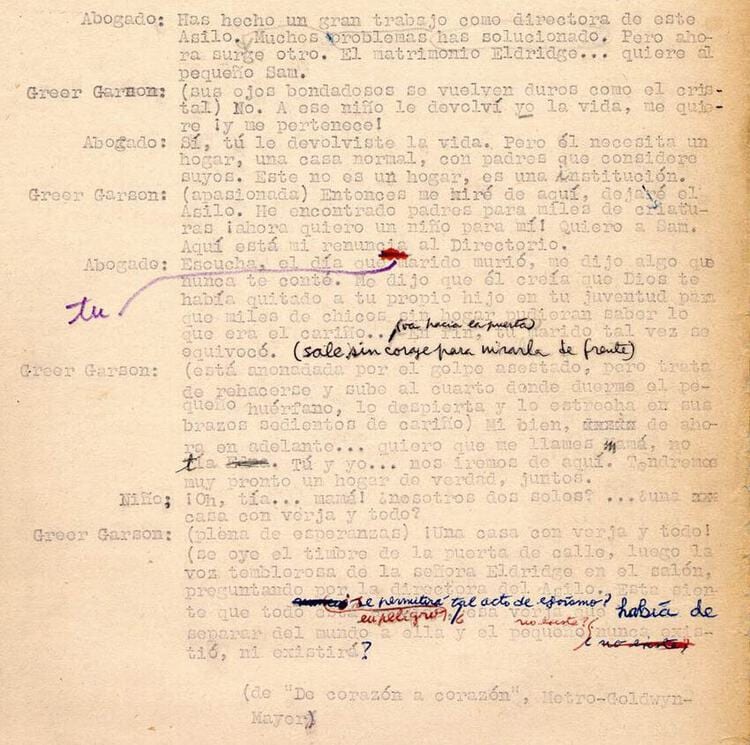 Abogado: Has hecho un gran trabajo como directora de este
Asilo. Muchos problemas has solucionado. Pero aho-
ra surge otro. El matrimonio Eldridge... quiere al
pequeño Sam.
Greer Garson: (sus ojos bondadosos se vuelven duros como el cris-
tal) No. A ese niño le devolví yo la vida, me quie-
re ¡y me pertenece!
Abogado: Sí, tú le devolviste la vida. Pero él necesita un
hogar, una casa normal, con padres que considere
suyos. Este no es un hogar, es una institución.
Greer Garson: (apasionada) Entonces me iré de aquí, dejaré el
Asilo. He encontrado padres para miles de criatu-
ras ¡ahora quiero un niño para mí! Quiero a Sam.
Aquí está mi renuncia al Directorio.
Abogado: Escucha, el día que marido murió, me dijo algo que
tu
nunca te conté. Me dijo que él creía que Dios te
había quitado a tu propio hijo en tu juventud para
que miles de chicos sin hogar pudieran saber lo
(va hacia la puerta)
que era el cariño... En fin, tu marido tal vez se
equivocó. (sale, sin coraje para mirarla de frente)
Greer Garson: (está anonadada por el golpe asestado, pero trata
de rehacerse y sube al cuarto donde duerme el pe-
queño huérfano, lo despierta y lo estrecha en sus
brazos sedientos de cariño) Mi bien, de aho-
ra en adelante... quiero que me llames mamá, no
tía Edna. Tú y yo... nos iremos de aquí. Tendremos
muy pronto un hogar de verdad, juntos.
Niño: ¡Oh, tía... mamá! ¿nosotros dos solos? ...¿una
casa con verja y todo?
Greer Garson: (plena de esperanzas) ¡Una casa con verja y todo!
(se oye el timbre de la puerta de calle, luego la
voz temblorosa de la señora Eldridge en el salón,
preguntando por la directora del Asilo. Esta sien-
se permitirá tal acto de egoísmo? había de
te que todo está en peligro, ¿esa verja
no existe?
separar del mundo a ella y el pequeño nunca exis-
no existe?
tió, ni existirá?
(de "De corazón a corazón", Metro-Goldwyn-
Mayer)